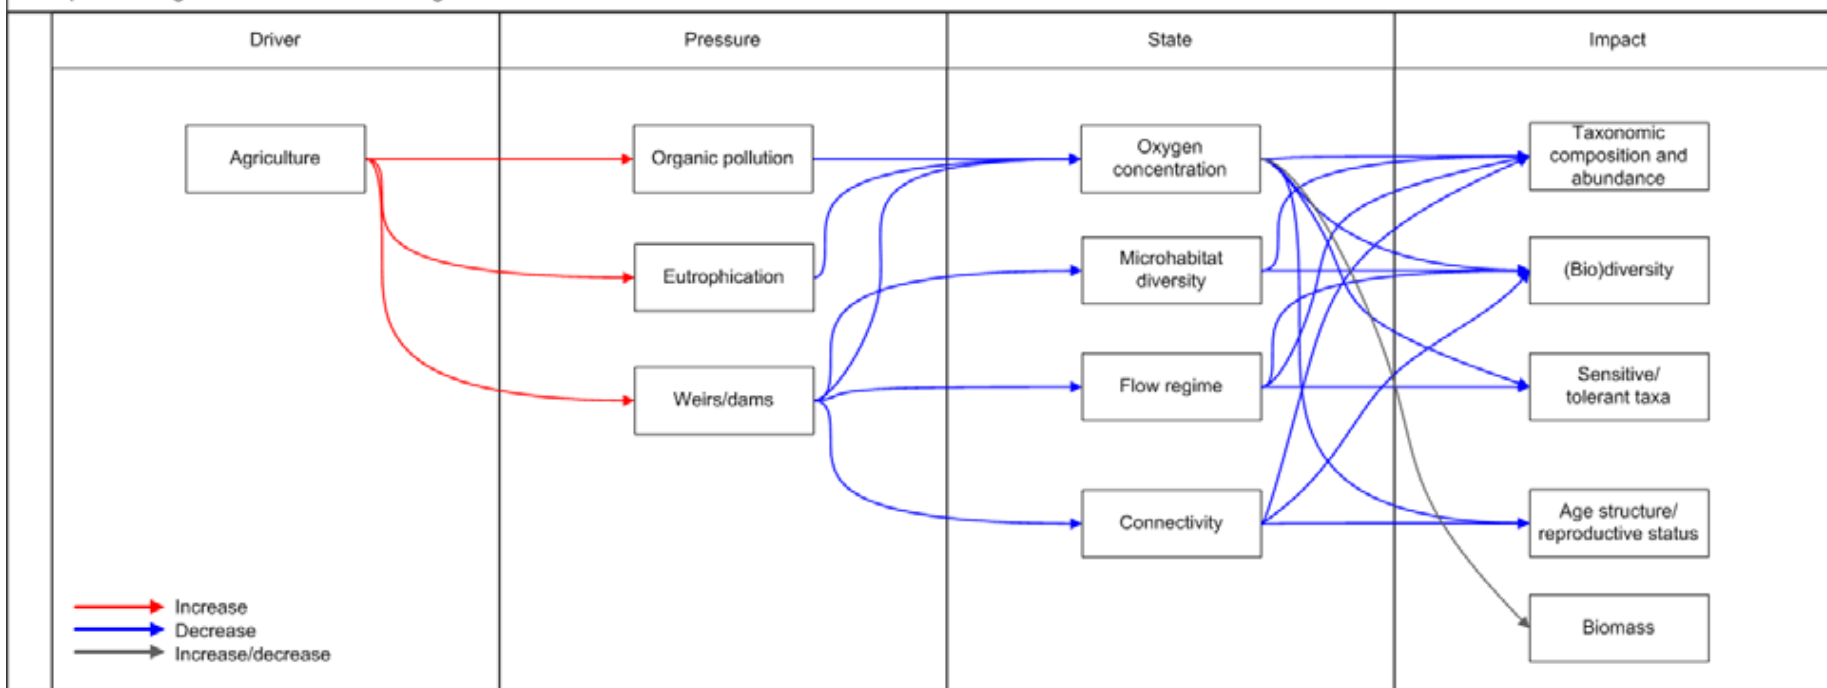 Driver
Pressure
State
Impact
Agriculture
Organic pollution
Eutrophication
Weirs/dams
Oxygen
concentration
Microhabitat
diversity
Flow regime
Connectivity
Taxonomic
composition and
abundance
(Bio)diversity
Sensitive/
tolerant taxa
Age structure/
reproductive status
Biomass
Increase
Decrease
Increase/decrease